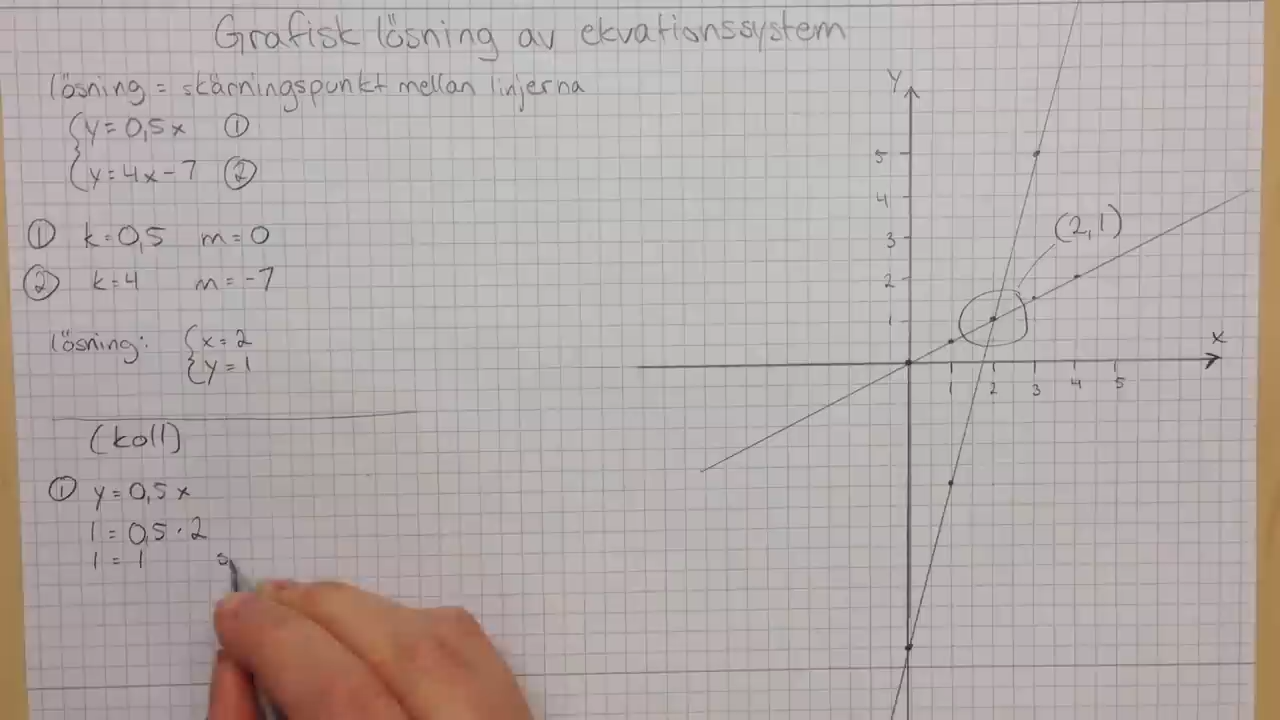 Grafisk lösning av ekvationssystem
lösning = skärningspunkt mellan linjerna
y = 0,5x ①
y = 4x - 7 ②
① k = 0,5 m = 0
② k = 4 m = -7
lösning: x = 2
y = 1
(koll)
① y = 0,5x
1 = 0,5 · 2
1 = 1
Y
5
4
3
2
1
(2,1)
X
1 2 3 4 5